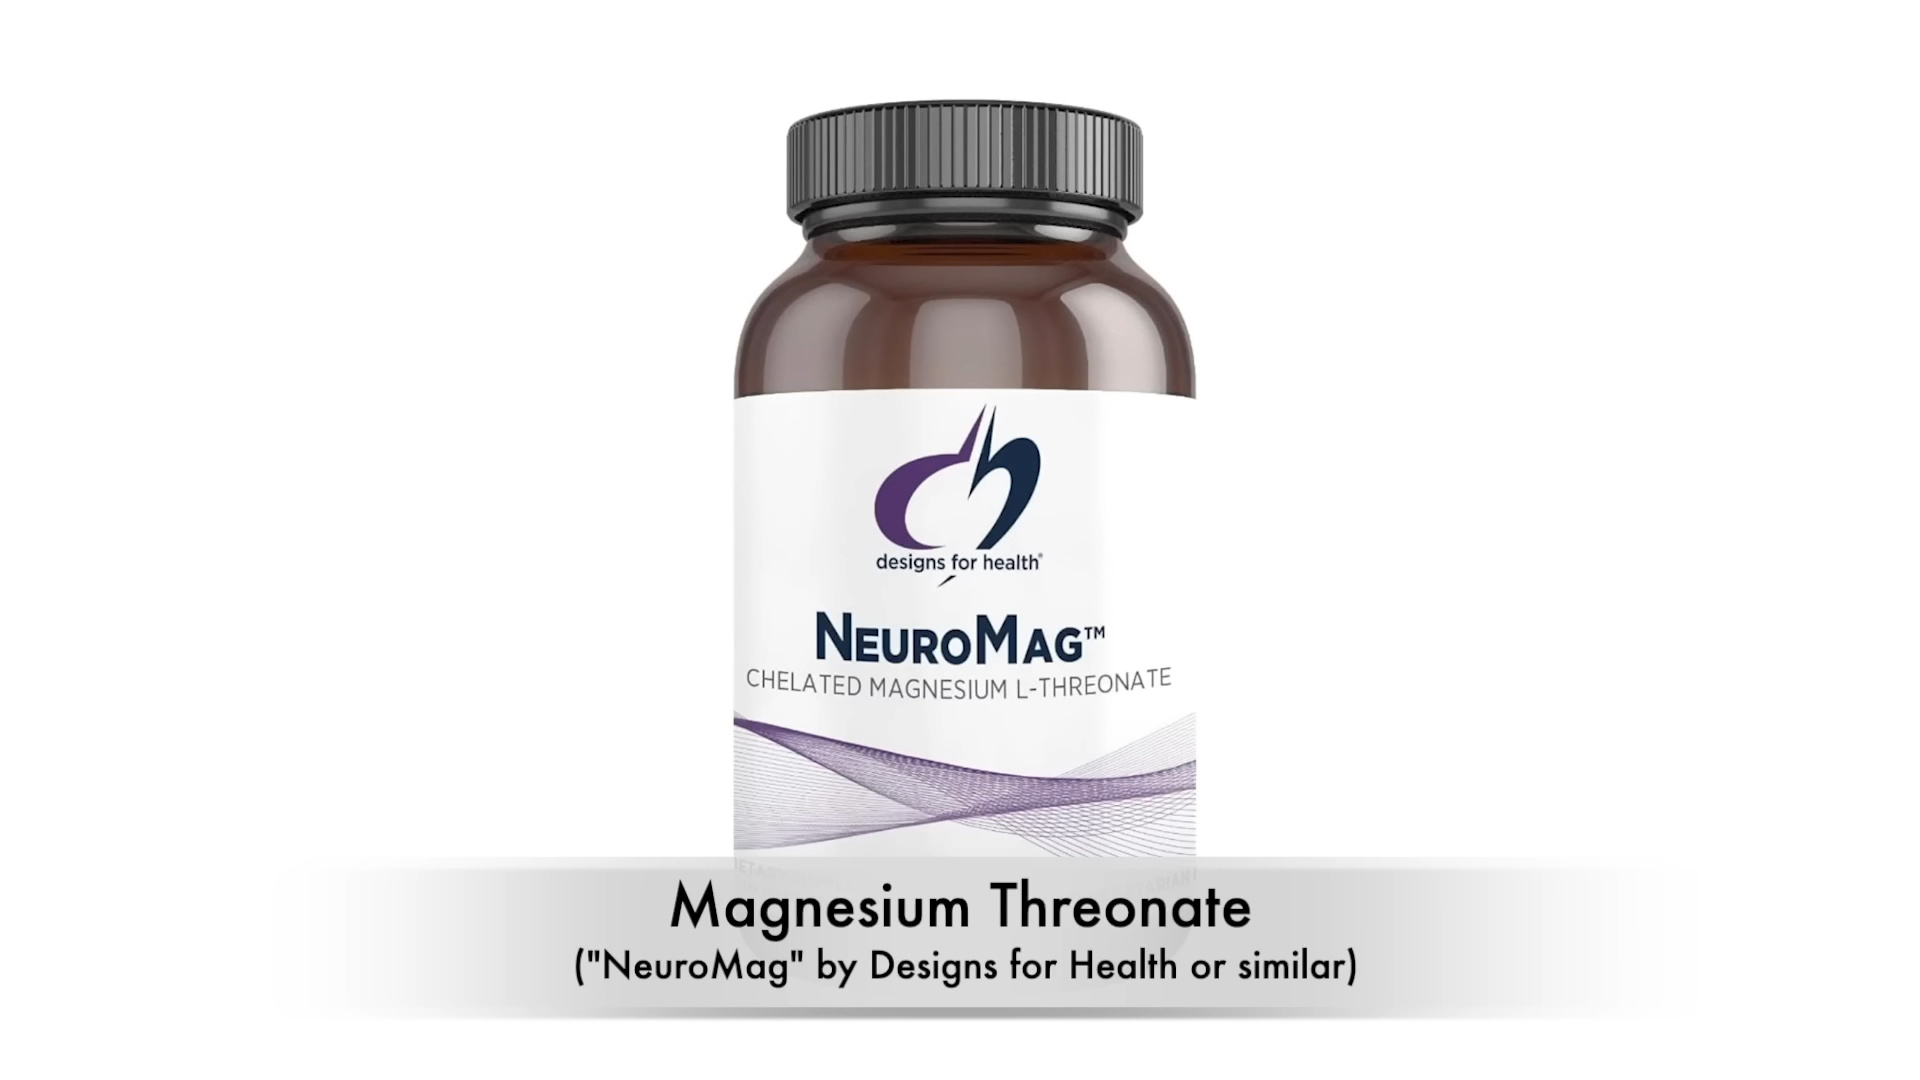 designs for health®
NEUROMAG™
CHELATED MAGNESIUM L-THREONATE
Magnesium Threonate
("NeuroMag" by Designs for Health or similar)